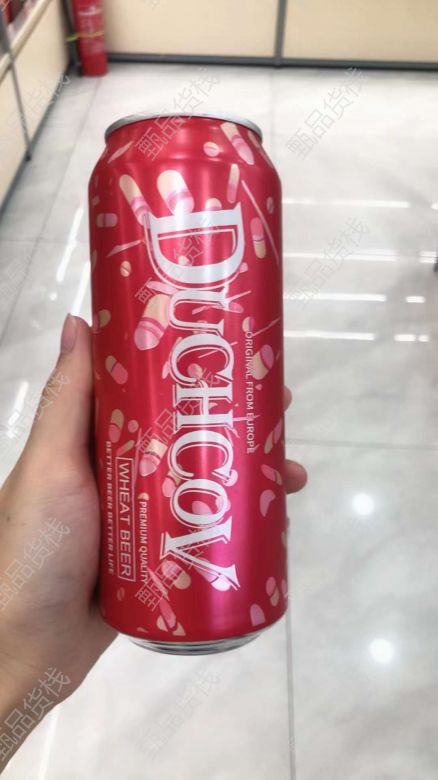 DUCHCOV
ORIGINAL FROM EUROPE
PREMIUM QUALITY
WHEAT BEER
BETTER BEER BETTER LIFE
甄品货栈